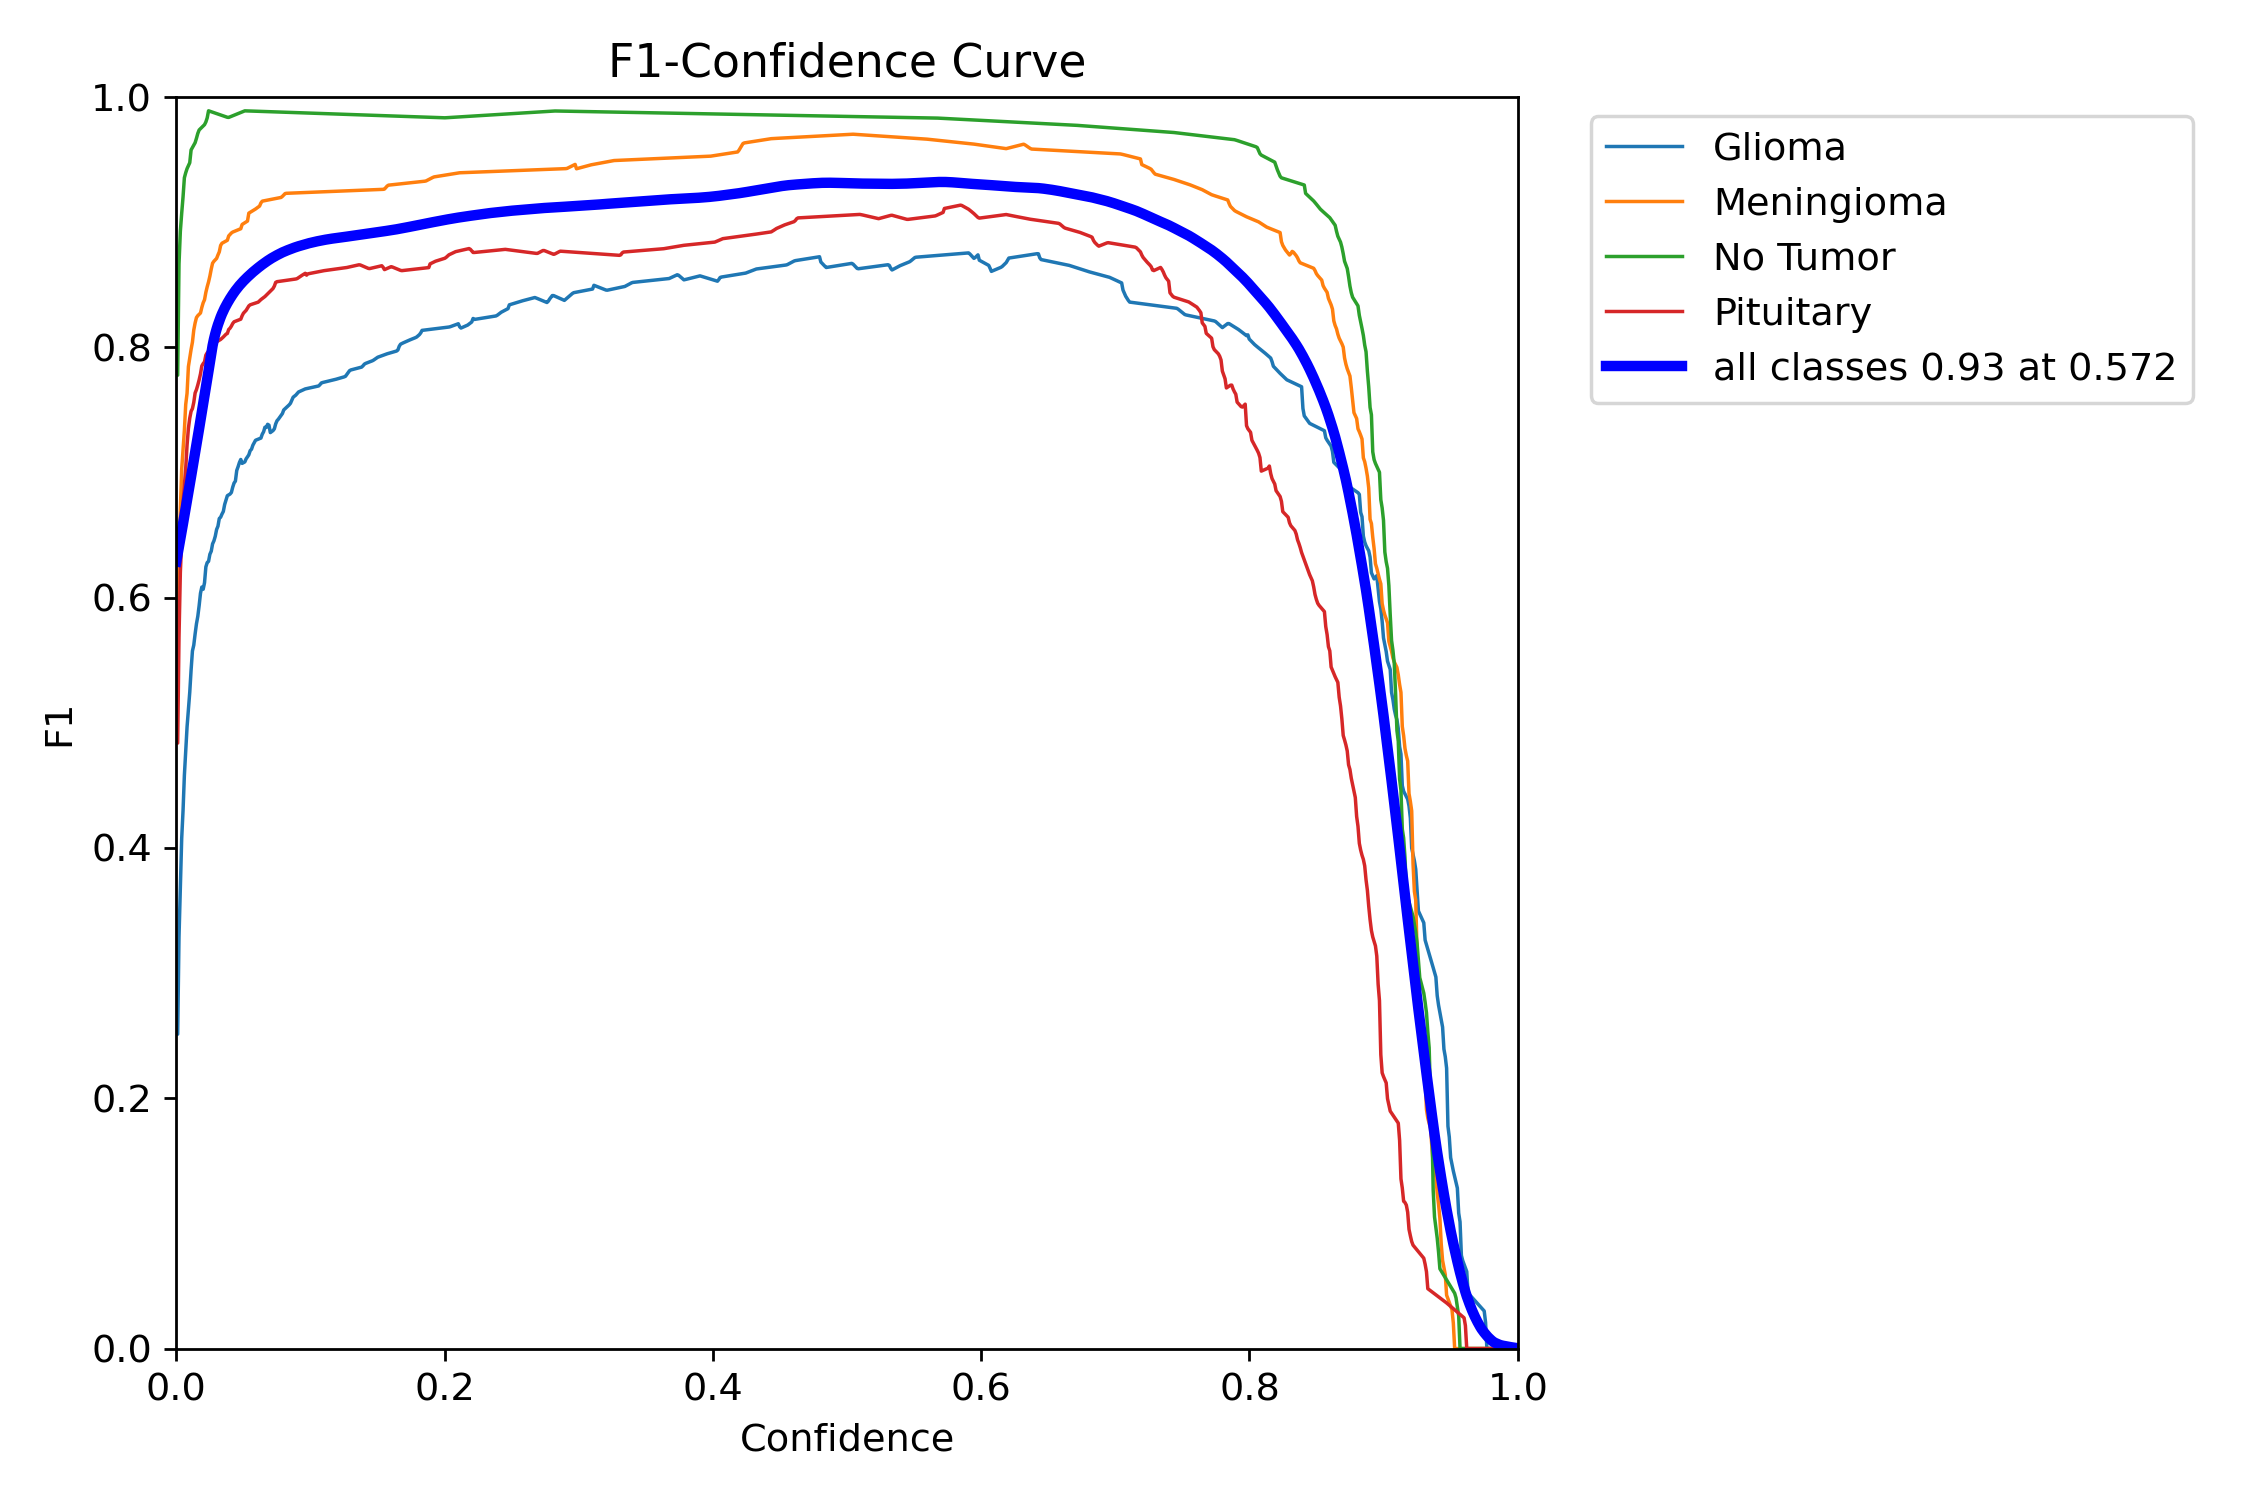 F1-Confidence Curve
1.0
0.8
0.6
0.4
0.2
0.0
F1
0.0 0.2 0.4 0.6 0.8 1.0
Confidence
Glioma
Meningioma
No Tumor
Pituitary
all classes 0.93 at 0.572